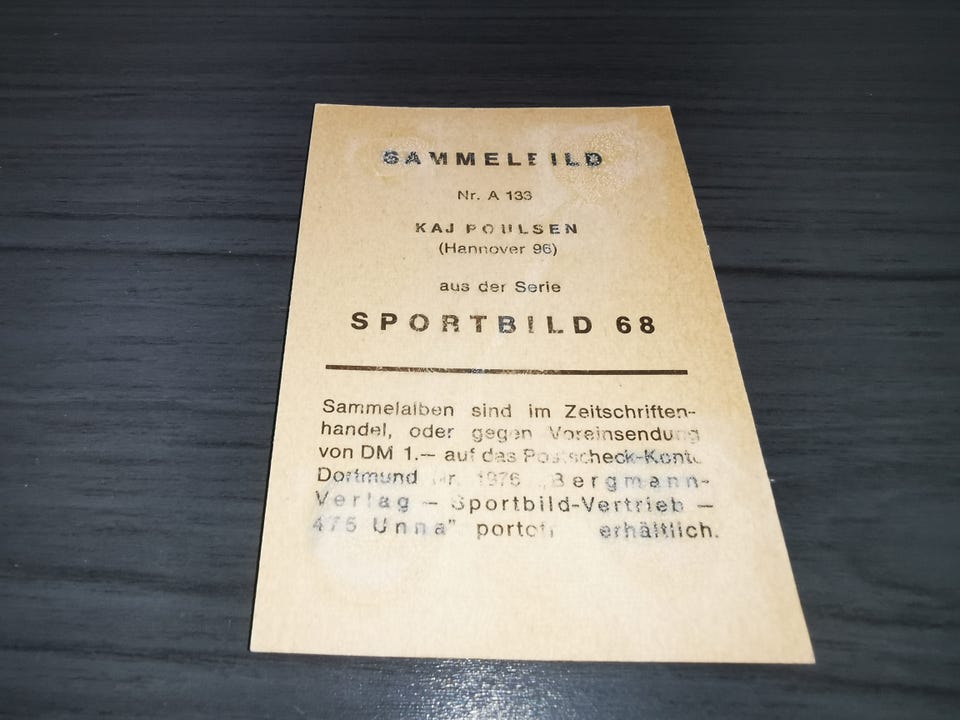 SAMMELBILD
Nr. A 133
KAJ POULSEN
(Hannover 96)
aus der Serie
SPORTBILD 68
Sammelalben sind im Zeitschriften-
handel, oder gegen Voreinsendung
von DM 1.— auf das Postscheck-Konto
Dortmund Nr. 1976 „Bergmann-
Verlag — Sportbild-Vertrieb —
475 Unna" erhältlich.